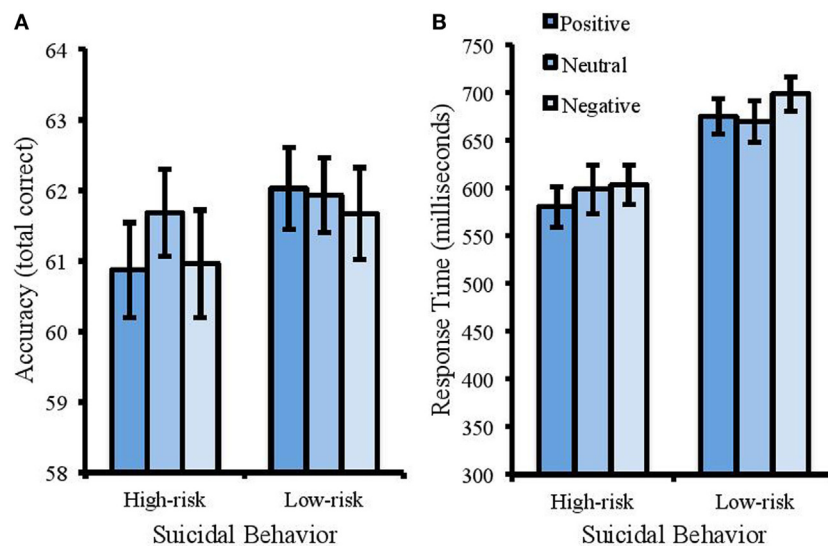 A
64
63
62
61
60
59
58
Accuracy (total correct)
High-risk
Low-risk
Suicidal Behavior
B
Positive
Neutral
Negative
750
700
650
600
550
500
450
400
350
300
Response Time (milliseconds)
High-risk
Low-risk
Suicidal Behavior